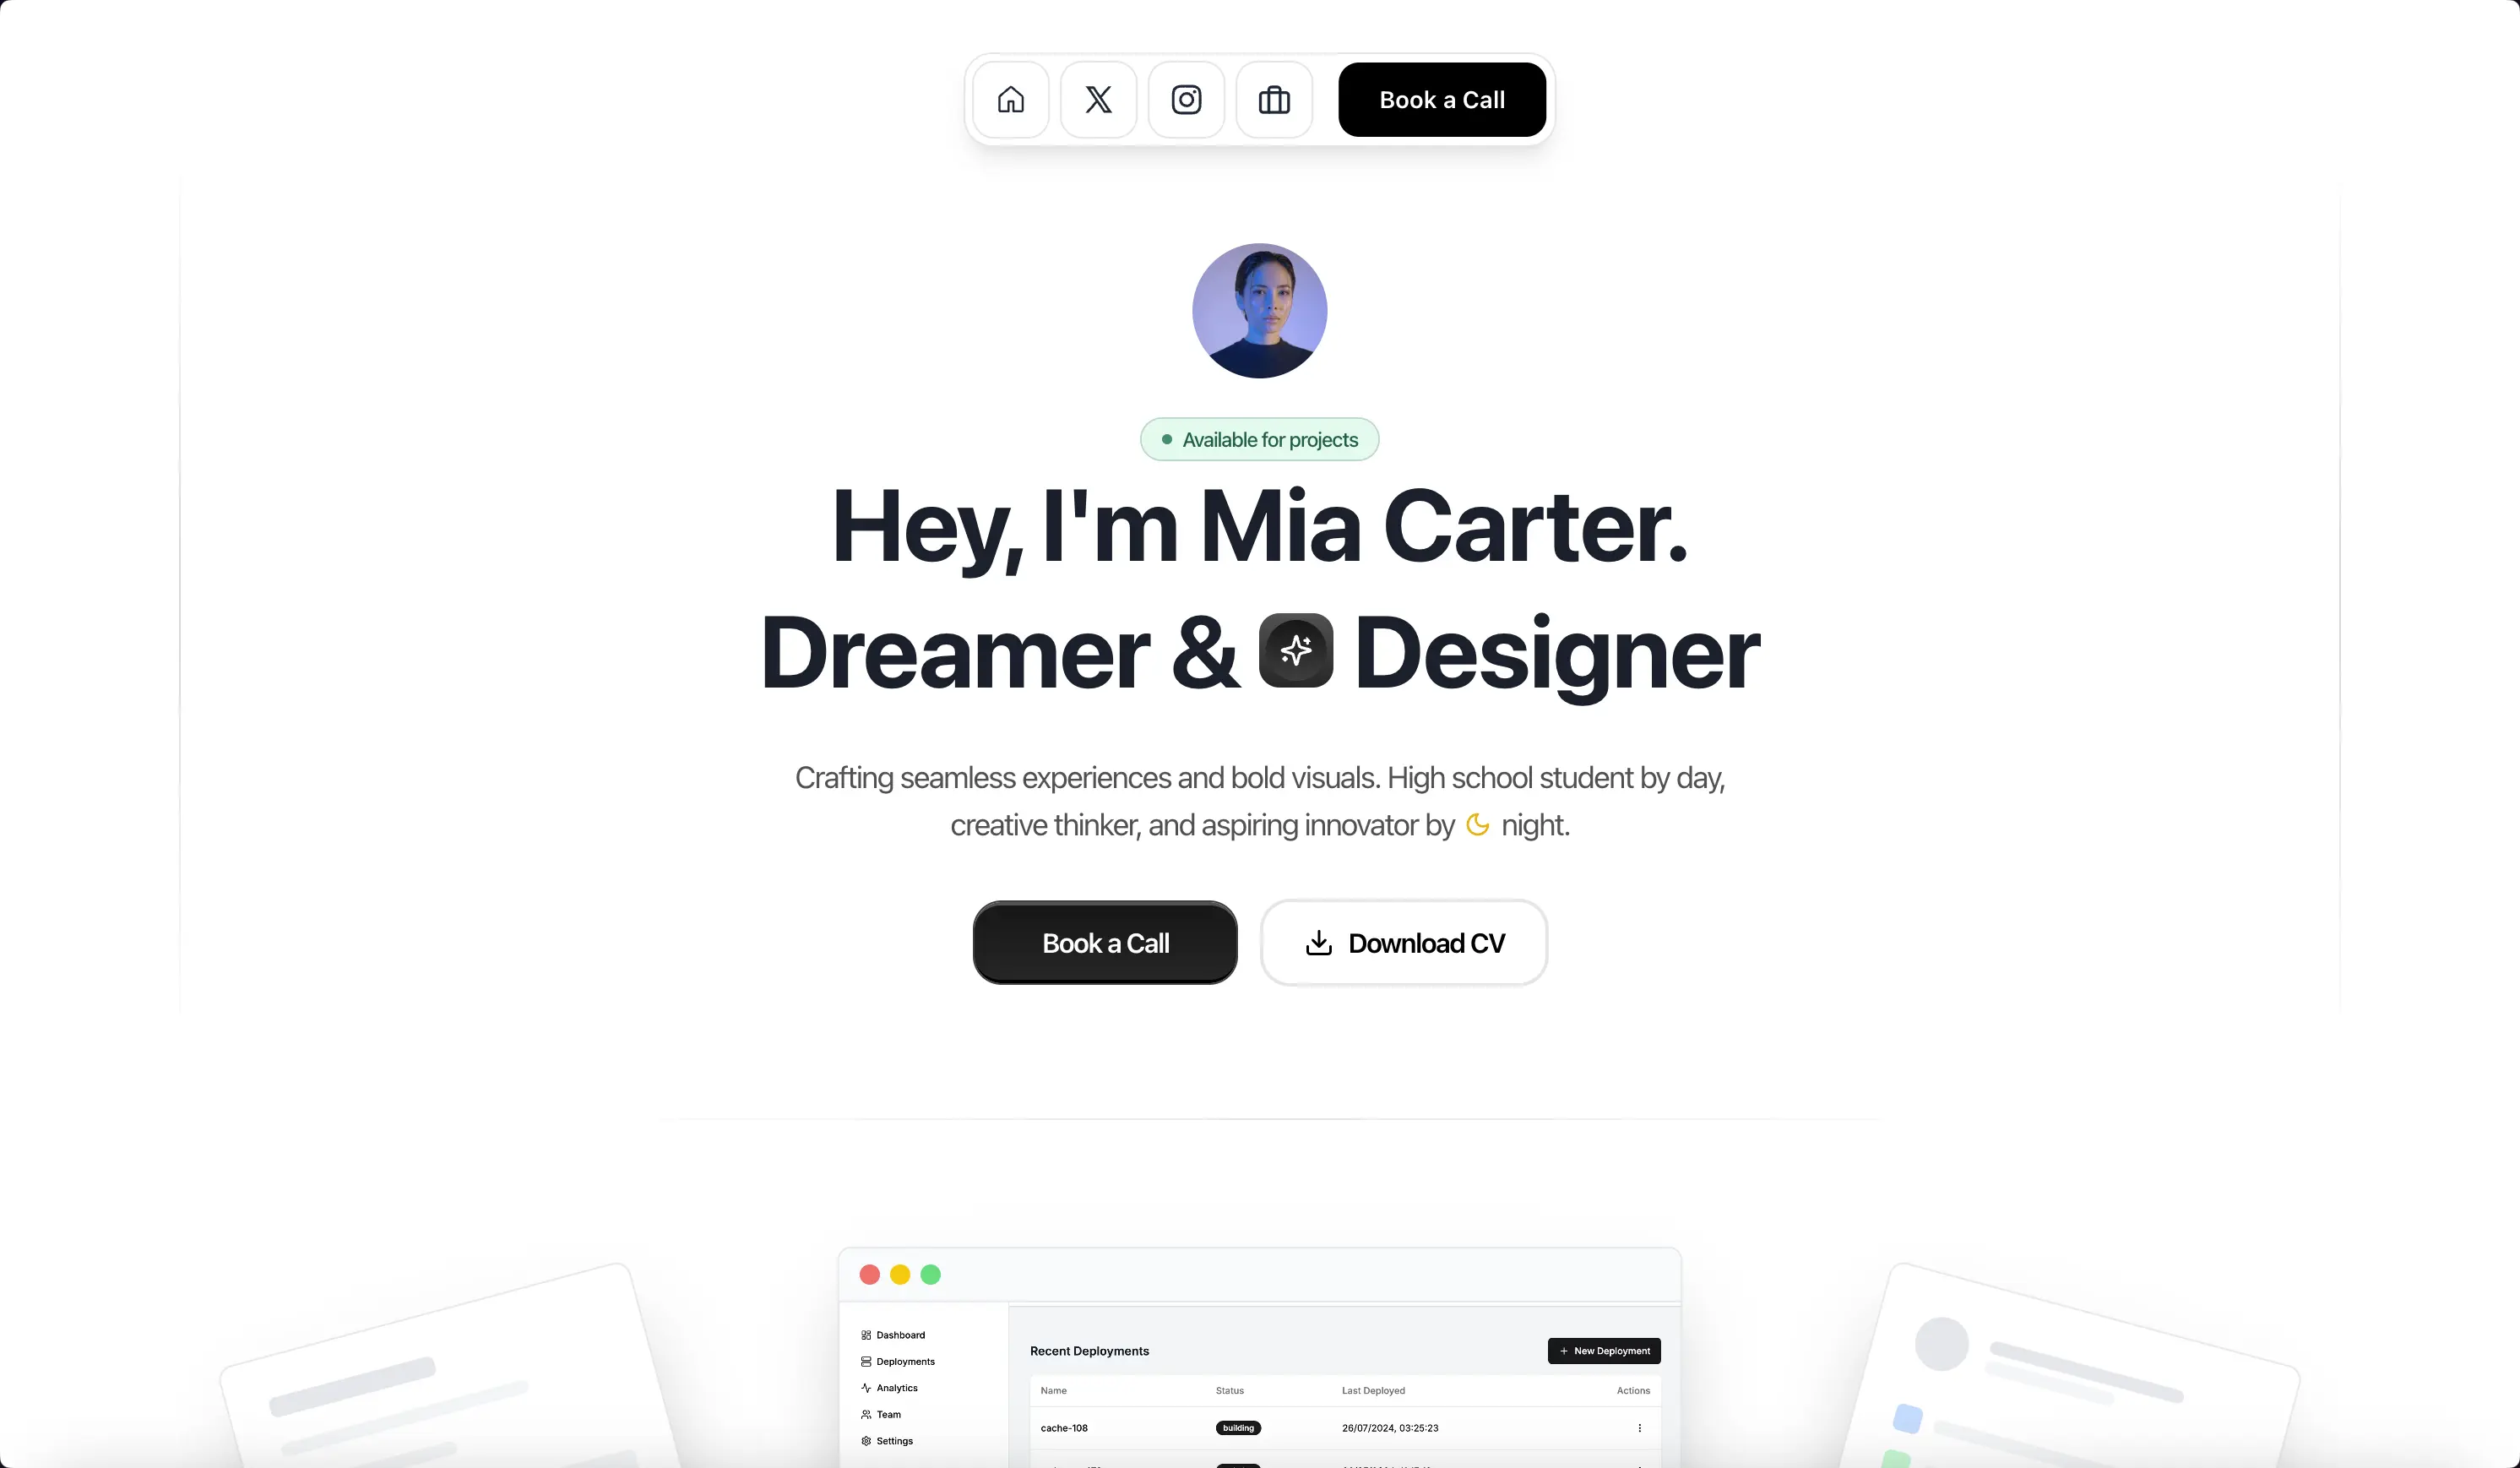 Book a Call
Available for projects
Hey, I'm Mia Carter.
Dreamer & Designer
Crafting seamless experiences and bold visuals. High school student by day,
creative thinker, and aspiring innovator by night.
Book a Call
Download CV
Dashboard
Deployments
Analytics
Team
Settings
Recent Deployments
New Deployment
Name Status Last Deployed Actions
cache-108 building 26/07/2024, 03:25:23